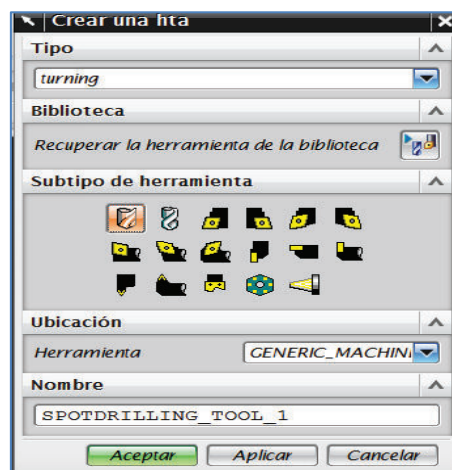 Crear una hta
Tipo
turning
Biblioteca
Recuperar la herramienta de la biblioteca
Subtipo de herramienta
Ubicación
Herramienta GENERIC_MACHINI
Nombre
SPOTDRILLING_TOOL_1
Aceptar Aplicar Cancelar